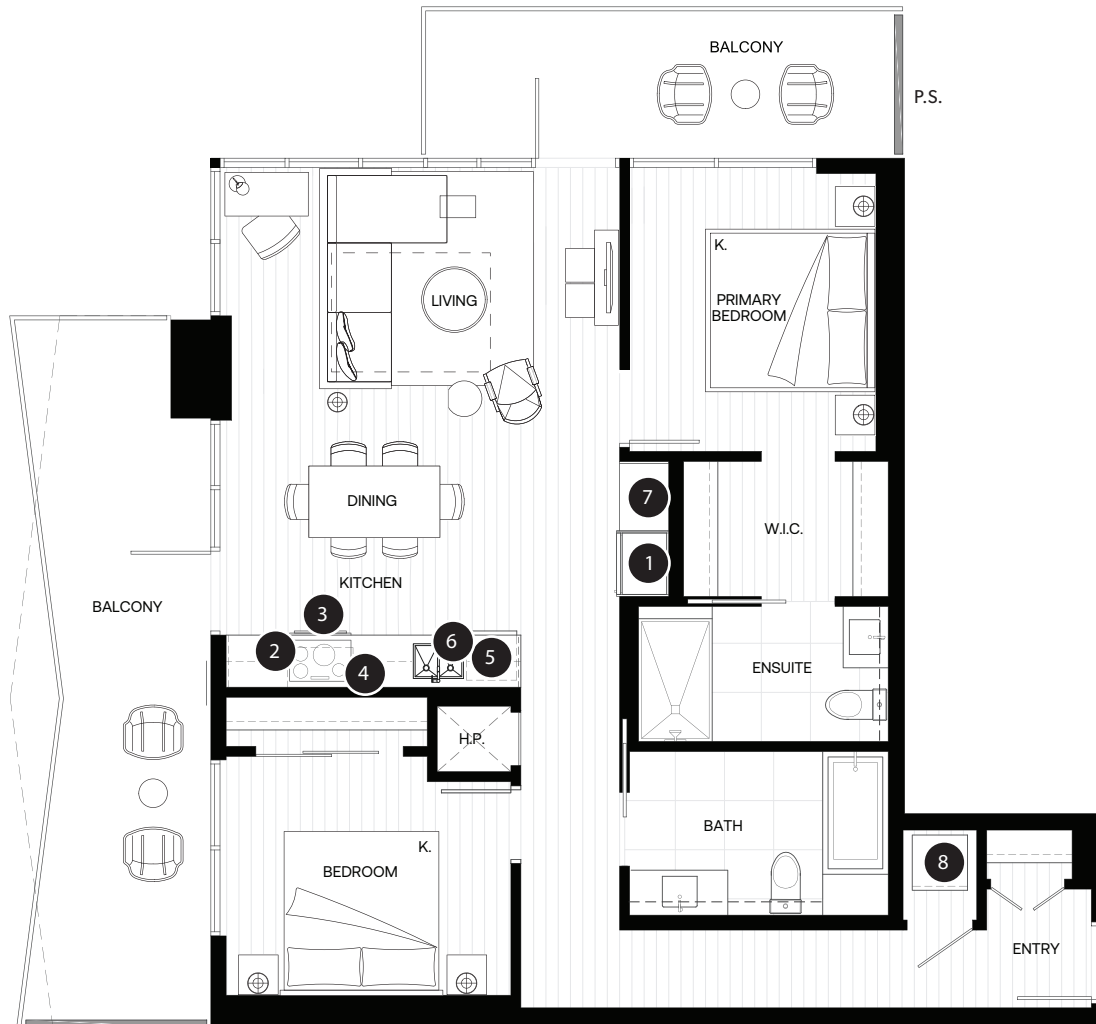 BALCONY
P.S.
K.
LIVING
PRIMARY
BEDROOM
7
DINING
W.I.C.
1
KITCHEN
BALCONY
3
6
2
5
4
ENSUITE
H.P.
BATH
K.
8
BEDROOM
ENTRY